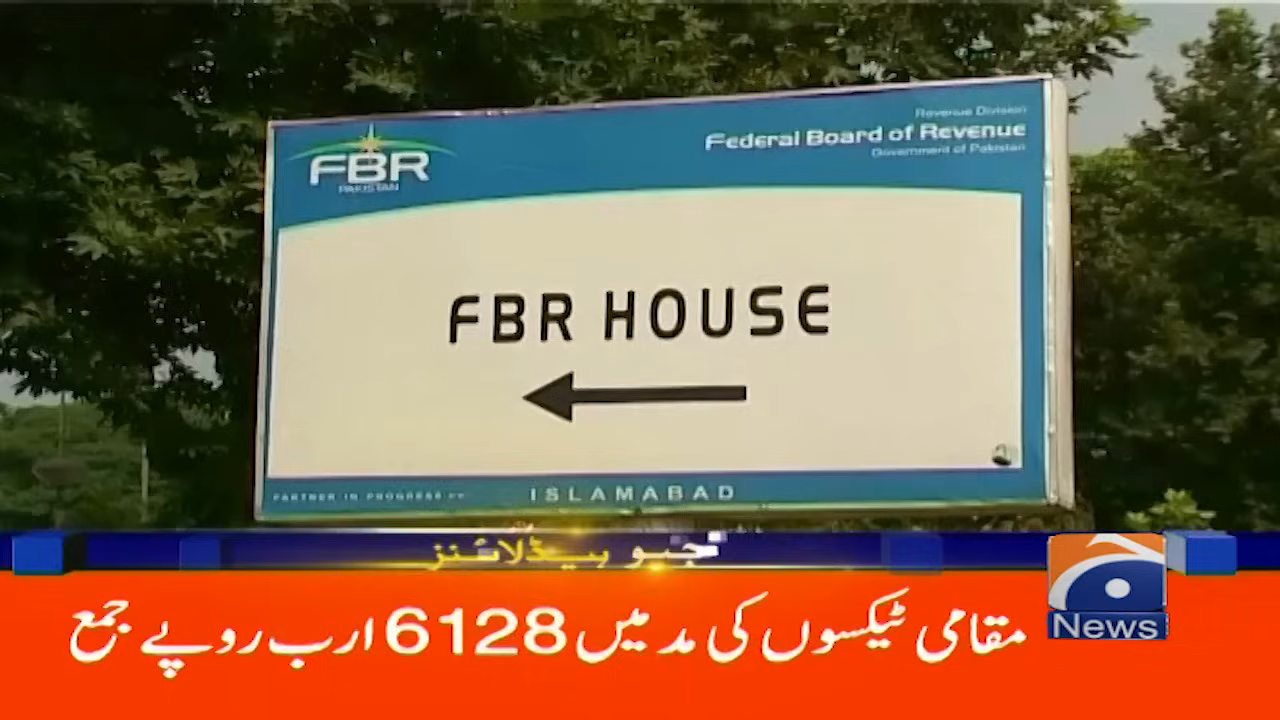 Revenue Division
Federal Board of Revenue
Government of Pakistan
FBR
PAKISTAN
FBR HOUSE
PARTNER IN PROGRESS
ISLAMABAD
جیو ہیڈلائنز
مقامی ٹیکسوں کی مد میں 6128 ارب روپے جمع
News